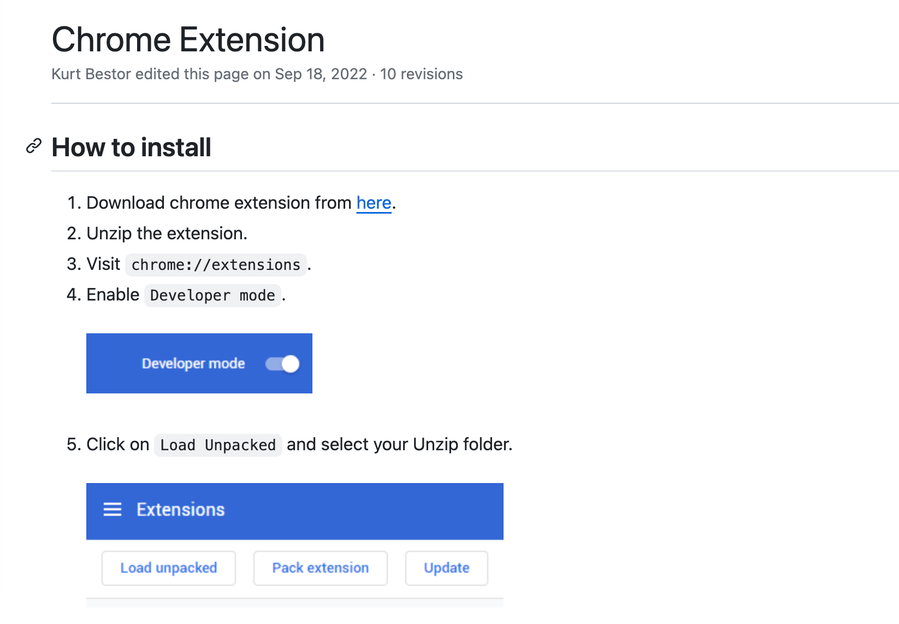 Chrome Extension
Kurt Bestor edited this page on Sep 18, 2022 · 10 revisions
How to install
1. Download chrome extension from here.
2. Unzip the extension.
3. Visit chrome://extensions .
4. Enable Developer mode .
Developer mode
5. Click on Load Unpacked and select your Unzip folder.
Extensions
Load unpacked Pack extension Update